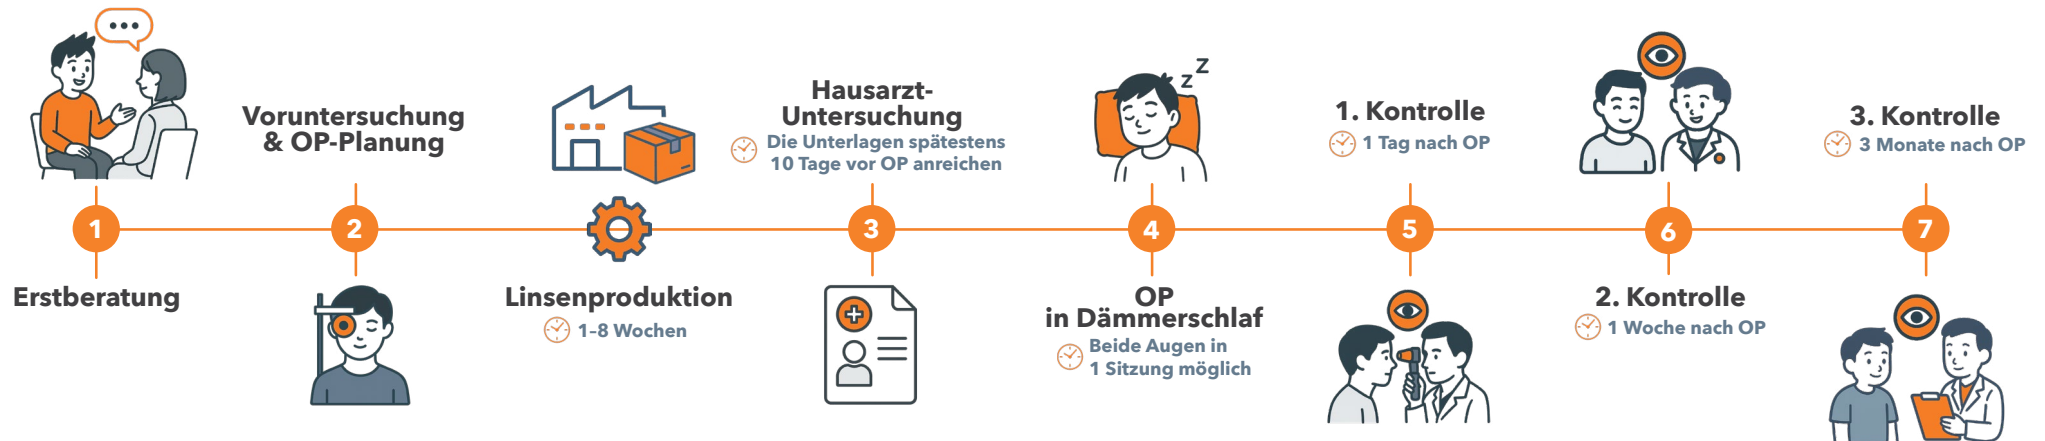 1
Erstberatung
Voruntersuchung
& OP-Planung
2
Linsenproduktion
1–8 Wochen
Hausarzt-
Untersuchung
Die Unterlagen spätestens
10 Tage vor OP anreichen
3
z Z
4
OP
in Dämmerschlaf
Beide Augen in
1 Sitzung möglich
1. Kontrolle
1 Tag nach OP
5
6
2. Kontrolle
1 Woche nach OP
3. Kontrolle
3 Monate nach OP
7